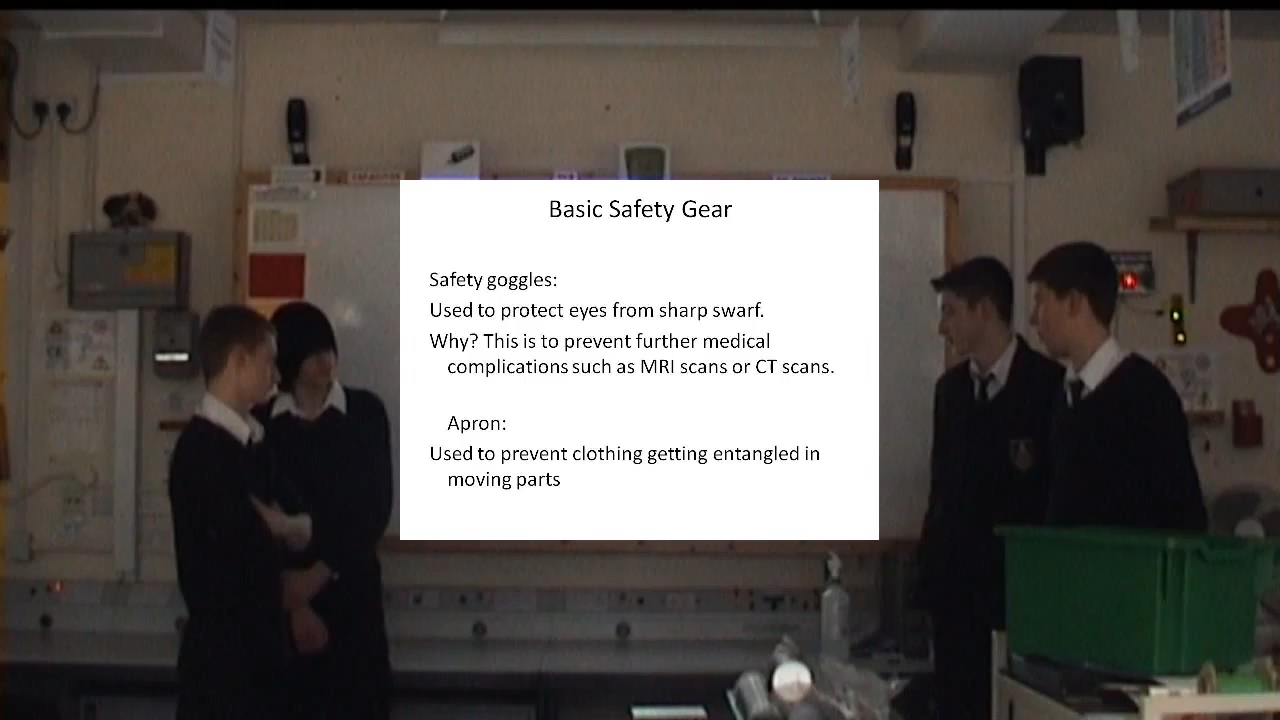 Basic Safety Gear
Safety goggles:
Used to protect eyes from sharp swarf.
Why? This is to prevent further medical
complications such as MRI scans or CT scans.
Apron:
Used to prevent clothing getting entangled in
moving parts